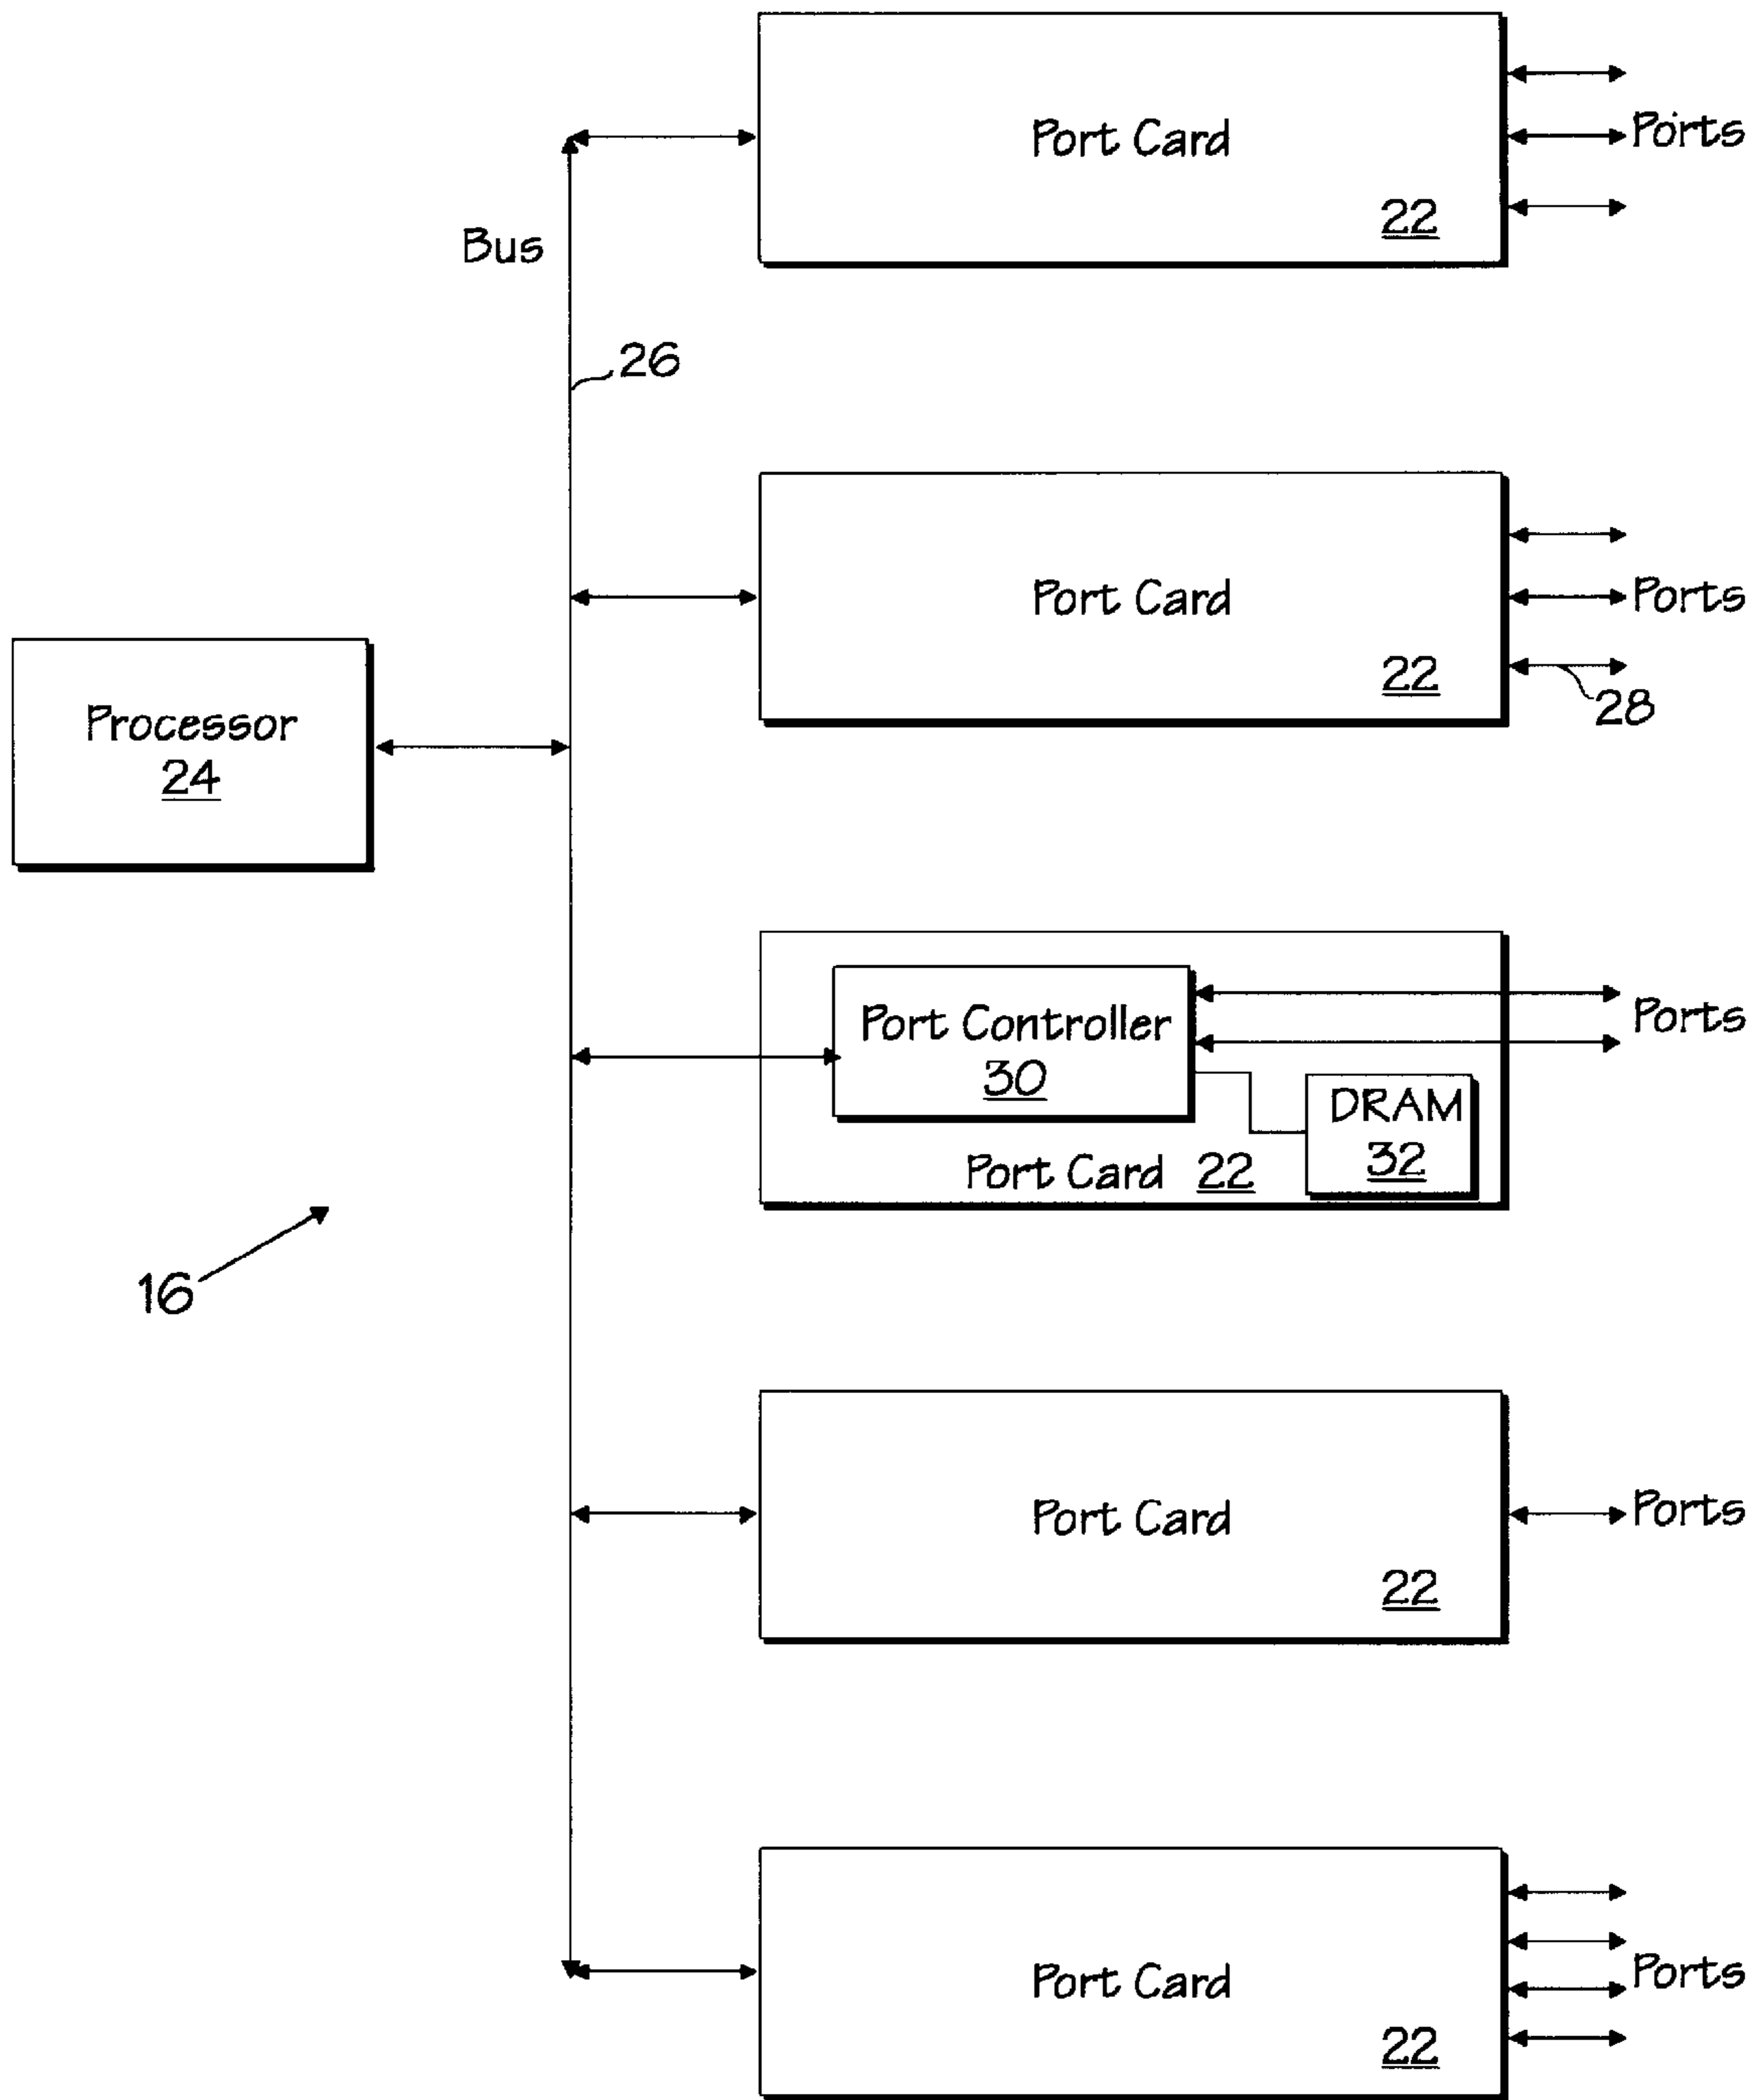 Port Card
22
Ports
Bus
26
Port Card
22
Ports
28
Processor
24
Port Controller
30
Ports
DRAM
32
Port Card 22
16
Port Card
22
Ports
Port Card
22
Ports